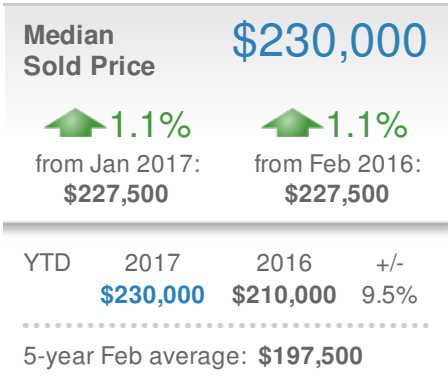 Median $230,000
Sold Price
1.1% 1.1%
from Jan 2017: from Feb 2016:
$227,500 $227,500
YTD 2017 2016 +/-
$230,000 $210,000 9.5%
5-year Feb average: $197,500